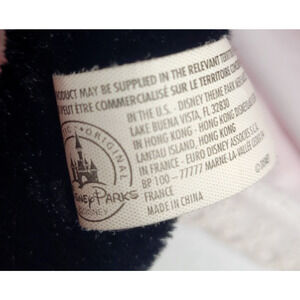 PRODUCT MAY BE SUPPLIED IN THE RELEVANT
PEUT ÊTRE COMMERCIALISÉ SUR LE TERRITOIRE
IN THE U.S. - DISNEY THEME PARK
LAKE BUENA VISTA, FL 32830
IN HONG KONG - HONG KONG
LANTAU ISLAND, HONG KONG
IN FRANCE - EURO DISNEY ASSOCIÉS S.C.A.
BP 100 - 77777 MARNE-LA-VALLÉE
FRANCE
MADE IN CHINA
ORIGINAL
DISNEY PARKS
©DISNEY